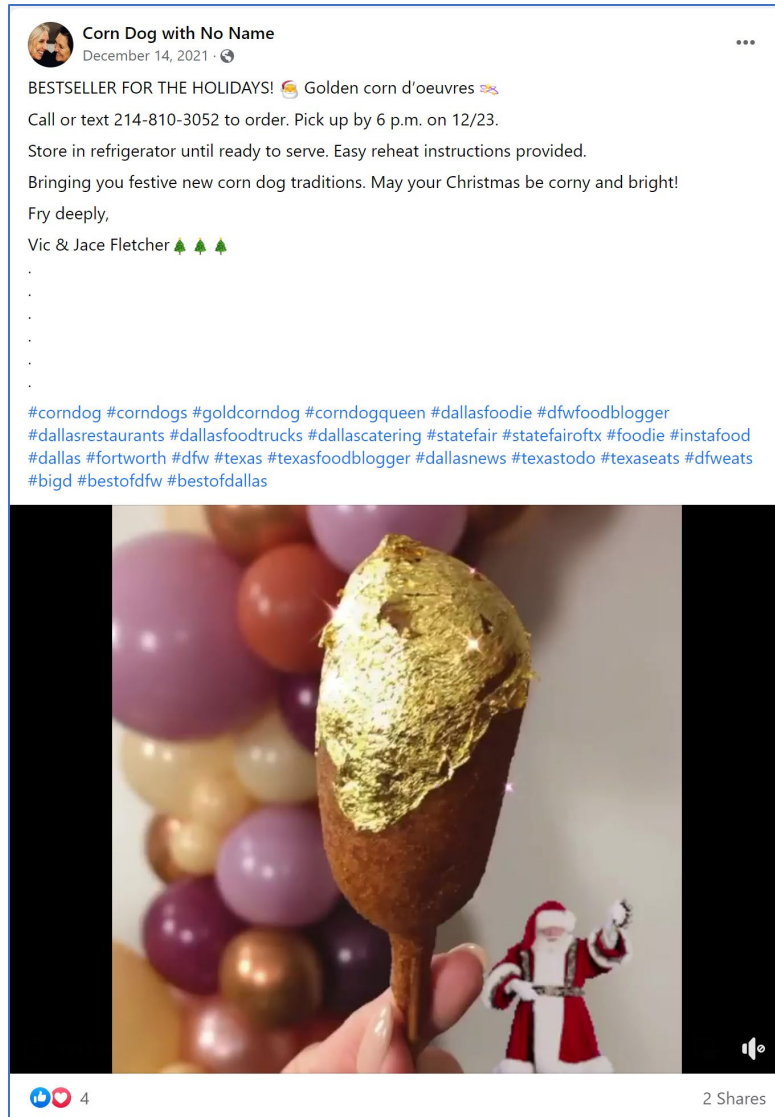 Corn Dog with No Name
December 14, 2021 ·
BESTSELLER FOR THE HOLIDAYS! 🎅 Golden corn d'oeuvres
Call or text 214-810-3052 to order. Pick up by 6 p.m. on 12/23.
Store in refrigerator until ready to serve. Easy reheat instructions provided.
Bringing you festive new corn dog traditions. May your Christmas be corny and bright!
Fry deeply,
Vic & Jace Fletcher🎄 🎄 🎄
.
.
.
.
.
.
#corndog #corndogs #goldcorndog #corndogqueen #dallasfoodie #dfwfoodblogger
#dallasrestaurants #dallasfoodtrucks #dallascatering #statefair #statefairoftx #foodie #instafood
#dallas #fortworth #dfw #texas #texasfoodblogger #dallasnews #texastodo #texaseats #dfweats
#bigd #bestofdfw #bestofdallas
4
2 Shares